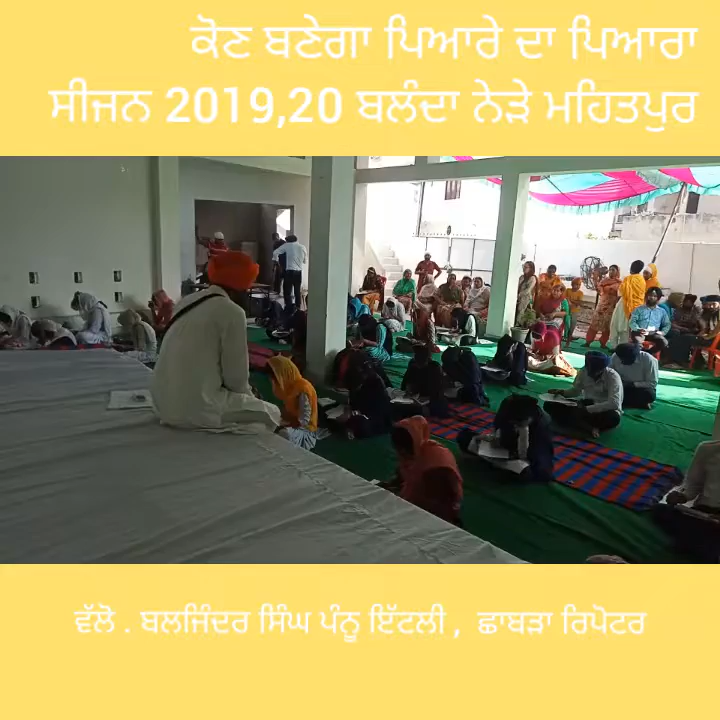 ਕੋਣ ਬਣੇਗਾ ਪਿਆਰੇ ਦਾ ਪਿਆਰਾ
ਸੀਜਨ 2019,20 ਬਲੰਦਾ ਨੇੜੇ ਮਹਿਤਪੁਰ
ਵੱਲੋ . ਬਲਜਿੰਦਰ ਸਿੰਘ ਪੰਨੂ ਇੱਟਲੀ , ਛਾਬੜਾ ਰਿਪੋਟਰ